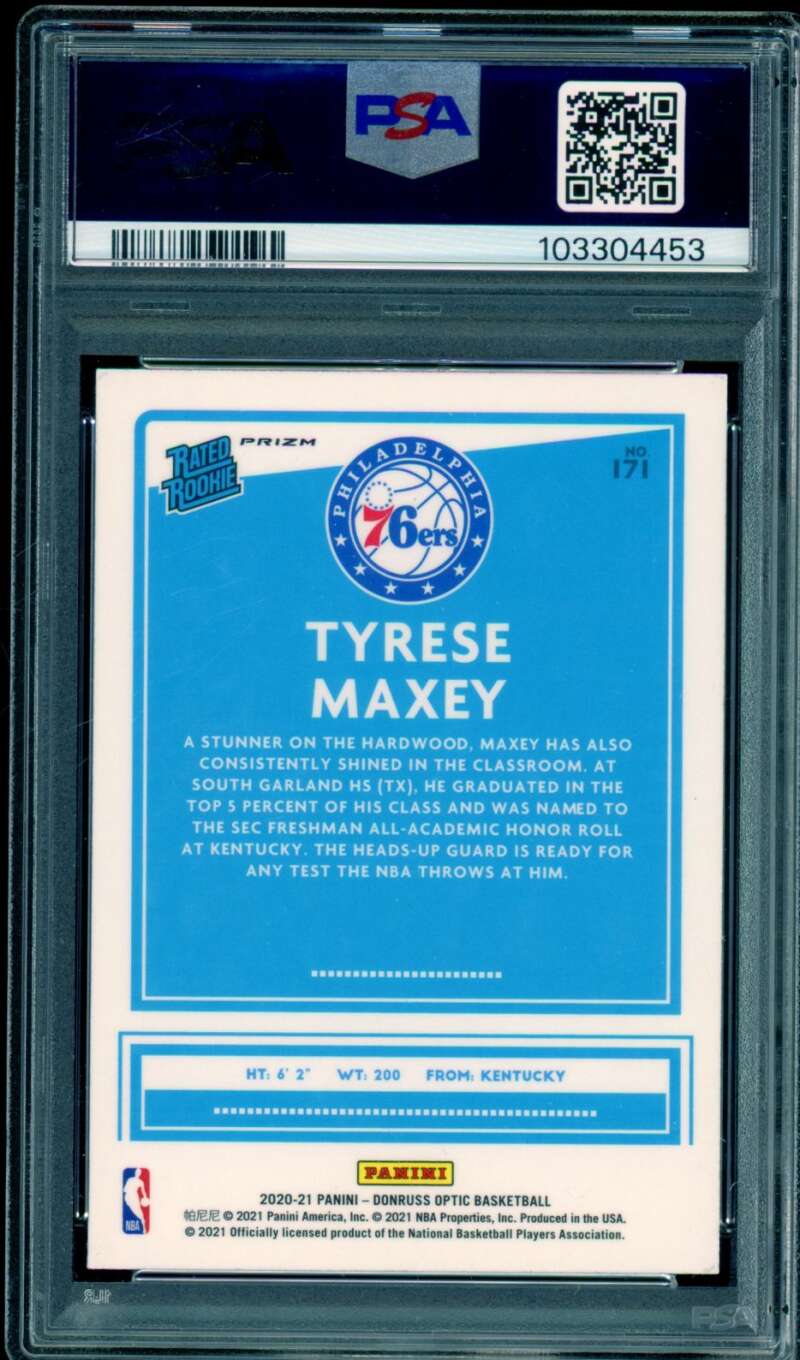 PSA
103304453
RATED
ROOKIE
PRIZM
PHILADELPHIA
76ers
NO.
171
TYRESE
MAXEY
A STUNNER ON THE HARDWOOD, MAXEY HAS ALSO
CONSISTENTLY SHINED IN THE CLASSROOM. AT
SOUTH GARLAND HS (TX), HE GRADUATED IN THE
TOP 5 PERCENT OF HIS CLASS AND WAS NAMED TO
THE SEC FRESHMAN ALL-ACADEMIC HONOR ROLL
AT KENTUCKY. THE HEADS-UP GUARD IS READY FOR
ANY TEST THE NBA THROWS AT HIM.
HT: 6' 2" WT: 200 FROM: KENTUCKY
PANINI
NBA
2020-21 PANINI – DONRUSS OPTIC BASKETBALL
帕尼尼 © 2021 Panini America, Inc. © 2021 NBA Properties, Inc. Produced in the USA.
© 2021 Officially licensed product of the National Basketball Players Association.
PSA